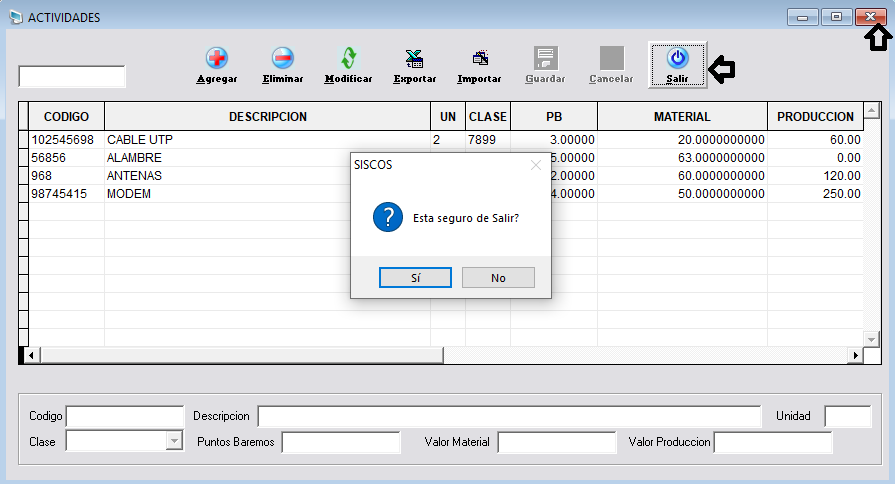 ACTIVIDADES
Agregar Eliminar Modificar Exportar Importar Guardar Cancelar Salir
CODIGO DESCRIPCION UN CLASE PB MATERIAL PRODUCCION
102545698 CABLE UTP 2 7899 3.00000 20.0000000000 60.00
56856 ALAMBRE 5.00000 63.0000000000 0.00
968 ANTENAS 2.00000 60.0000000000 120.00
98745415 MODEM 4.00000 50.0000000000 250.00
SISCOS
Esta seguro de Salir?
Sí No
Codigo Descripcion Unidad
Clase Puntos Baremos Valor Material Valor Produccion